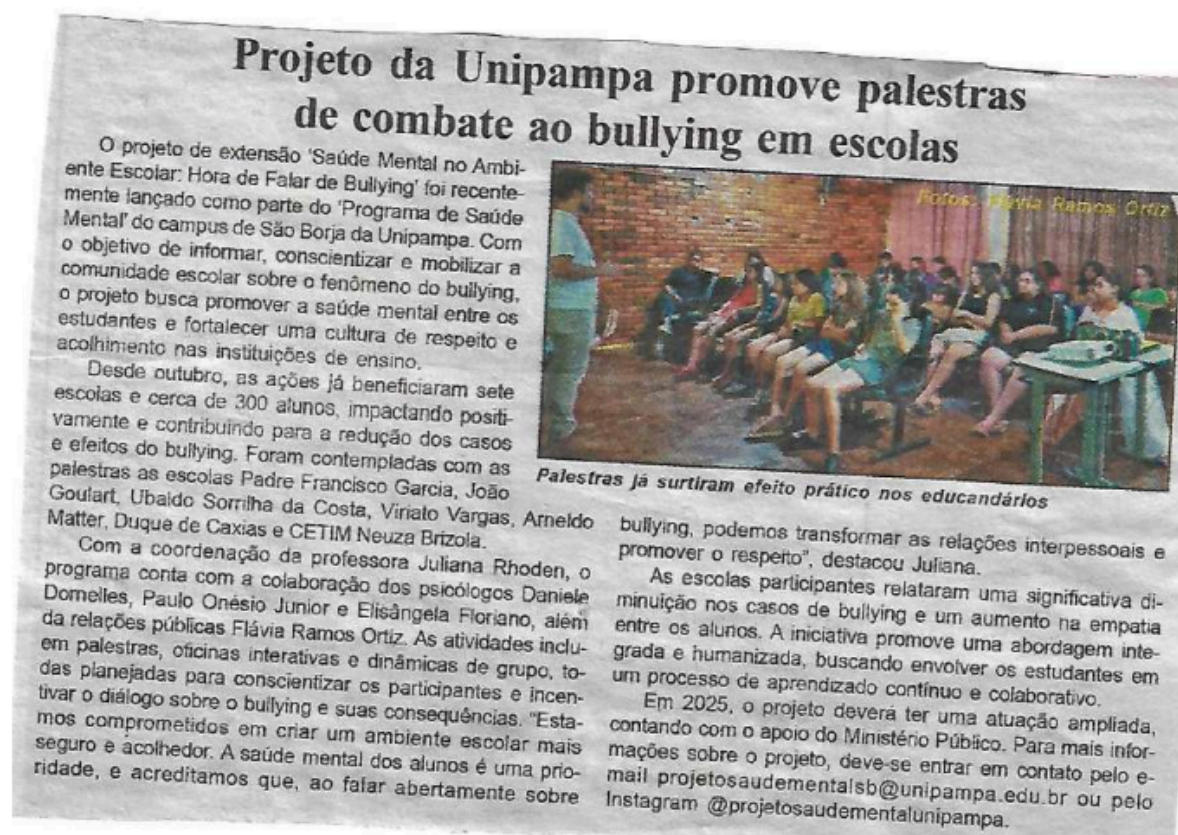 Projeto da Unipampa promove palestras
de combate ao bullying em escolas
O projeto de extensão ‘Saúde Mental no Ambi-
ente Escolar: Hora de Falar de Bullying’ foi recente-
mente lançado como parte do ‘Programa de Saúde
Mental’ do campus de São Borja da Unipampa. Com
o objetivo de informar, conscientizar e mobilizar a
comunidade escolar sobre o fenômeno do bullying,
o projeto busca promover a saúde mental entre os
estudantes e fortalecer uma cultura de respeito e
acolhimento nas instituições de ensino.
Desde outubro, as ações já beneficiaram sete
escolas e cerca de 300 alunos, impactando positi-
vamente e contribuindo para a redução dos casos
e efeitos do bullying. Foram contempladas com as
palestras as escolas Padre Francisco Garcia, João
Goulart, Ubaldo Sorrilha da Costa, Viriato Vargas, Arneldo
Matter, Duque de Caxias e CETIM Neuza Brizola.
Com a coordenação da professora Juliana Rhoden, o
programa conta com a colaboração dos psicólogos Daniele
Dornelles, Paulo Onésio Junior e Elisângela Floriano, além
da relações públicas Flávia Ramos Ortiz. As atividades inclu-
em palestras, oficinas interativas e dinâmicas de grupo, to-
das planejadas para conscientizar os participantes e incen-
tivar o diálogo sobre o bullying e suas consequências. "Esta-
mos comprometidos em criar um ambiente escolar mais
seguro e acolhedor. A saúde mental dos alunos é uma prio-
ridade, e acreditamos que, ao falar abertamente sobre
Fotos: Flávia Ramos Ortiz
Palestras já surtiram efeito prático nos educandários
bullying, podemos transformar as relações interpessoais e
promover o respeito", destacou Juliana.
As escolas participantes relataram uma significativa di-
minuição nos casos de bullying e um aumento na empatia
entre os alunos. A iniciativa promove uma abordagem inte-
grada e humanizada, buscando envolver os estudantes em
um processo de aprendizado contínuo e colaborativo.
Em 2025, o projeto deverá ter uma atuação ampliada,
contando com o apoio do Ministério Público. Para mais infor-
mações sobre o projeto, deve-se entrar em contato pelo e-
mail projetosaudementalsb@unipampa.edu.br ou pelo
Instagram @projetosaudementalunipampa.